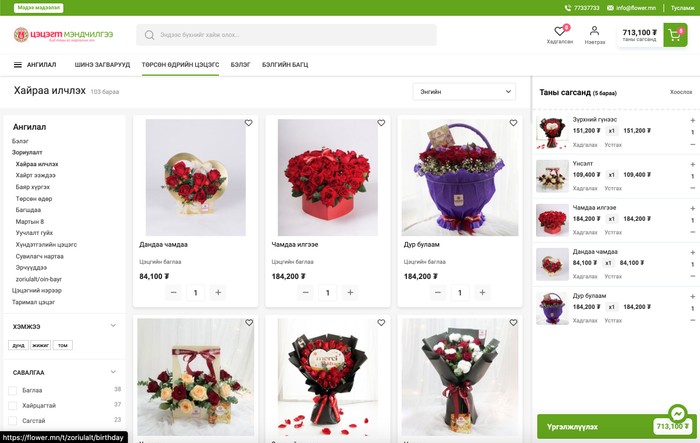 Мэдээ мэдээлэл
77337733
info@flower.mn
Тусламж
ЦЭЦЭГТ МЭНДЧИЛГЭЭ
Эндээс бүхнийг хайж олох...
Хадгалсан
0
Нэвтрэх
713,100 ₮
таны сагсанд
5
АНГИЛАЛ
ШИНЭ ЗАГВАРУУД
ТӨРСӨН ӨДРИЙН ЦЭЦЭГС
БЭЛЭГ
БЭЛГИЙН БАГЦ
Хайраа илчлэх
103 бараа
Энгийн
Таны сагсанд (5 бараа)
Хоослох
Ангилал
Бэлэг
Зориулалт
Хайраа илчлэх
Хайрт ээждээ
Баяр хүргэх
Төрсөн өдөр
Багшдаа
Мартын 8
Уучлалт гуйх
Хүндэтгэлийн цэцэгс
Сувилагч нартаа
Эрчүүддээ
zoriulalt/oin-bayr
Цэцэгний нэрээр
Таримал цэцэг
ХЭМЖЭЭ
дунд
жижиг
том
САВАЛГАА
Баглаа
38
Хайрцагтай
37
Сагстай
23
Дандаа чамдаа
Цэцгийн баглаа
84,100 ₮
1
Чамдаа илгээе
Цэцгийн баглаа
184,200 ₮
1
Дур булаам
Цэцгийн баглаа
184,200 ₮
1
merci
Зүрхний гүнээс
151,200 ₮ x1 151,200 ₮
Хадгалах Устгах
1
Үнсэлт
109,400 ₮ x1 109,400 ₮
Хадгалах Устгах
1
Чамдаа илгээе
184,200 ₮ x1 184,200 ₮
Хадгалах Устгах
1
Дандаа чамдаа
84,100 ₮ x1 84,100 ₮
Хадгалах Устгах
1
Дур булаам
184,200 ₮ x1 184,200 ₮
Хадгалах Устгах
1
Үргэлжлүүлэх
713,100 ₮
https://flower.mn/t/zoriulalt/birthday